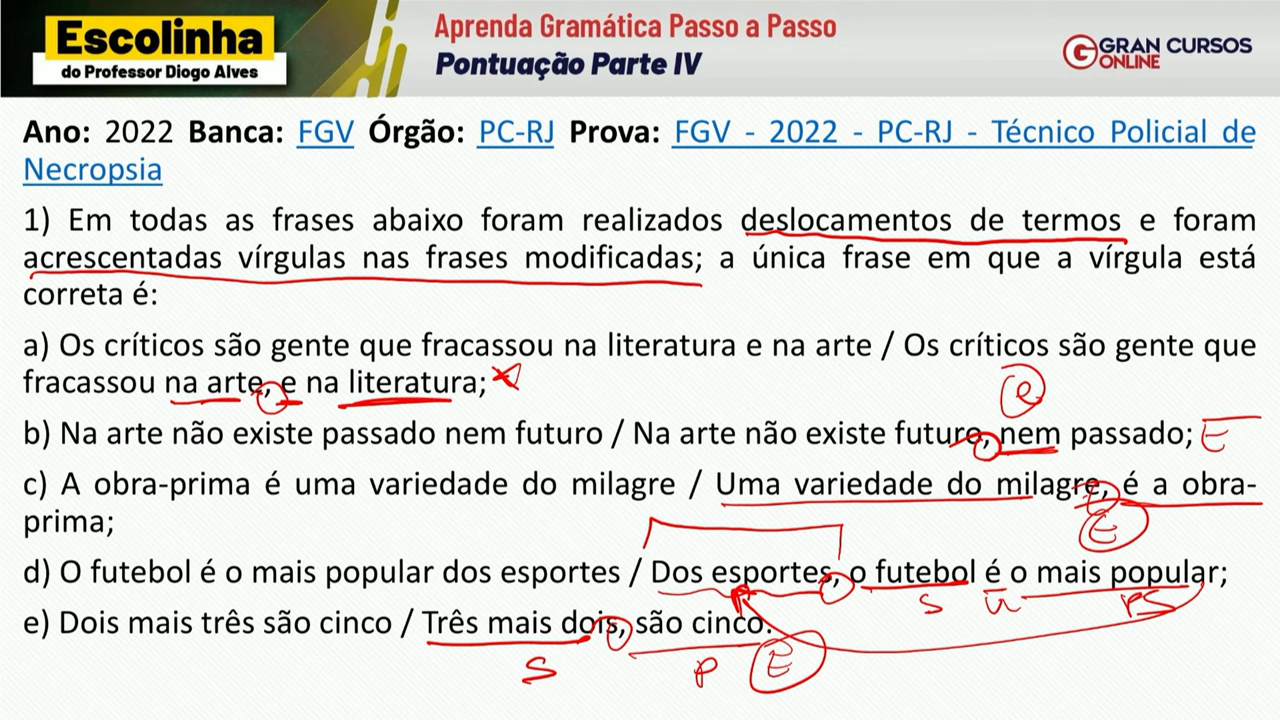 Escolinha
do Professor Diogo Alves
Aprenda Gramática Passo a Passo
Pontuação Parte IV
GRAN CURSOS
ONLINE
Ano: 2022 Banca: FGV Órgão: PC-RJ Prova: FGV - 2022 - PC-RJ - Técnico Policial de
Necropsia
1) Em todas as frases abaixo foram realizados deslocamentos de termos e foram
acrescentadas vírgulas nas frases modificadas; a única frase em que a vírgula está
correta é:
a) Os críticos são gente que fracassou na literatura e na arte / Os críticos são gente que
fracassou na arte, e na literatura;
e
b) Na arte não existe passado nem futuro / Na arte não existe futuro, nem passado; E
c) A obra-prima é uma variedade do milagre / Uma variedade do milagre, é a obra-
prima;
E
d) O futebol é o mais popular dos esportes / Dos esportes, o futebol é o mais popular;
S PS
e) Dois mais três são cinco / Três mais dois, são cinco.
S P E